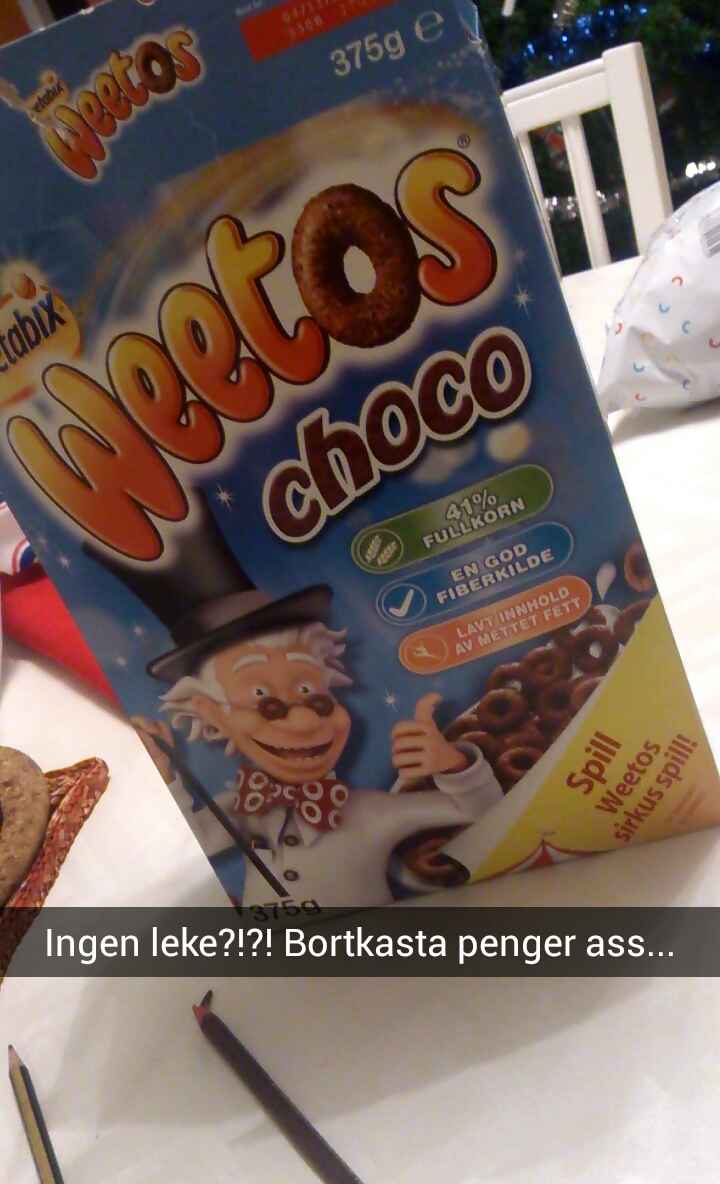 375g e
Weetos
Weetos
etabix
choco
41%
FULLKORN
EN GOD
FIBERKILDE
LAVT INNHOLD
AV METTET FETT
Spill
Weetos
sirkus spill!
375g
Ingen leke?!?! Bortkasta penger ass...